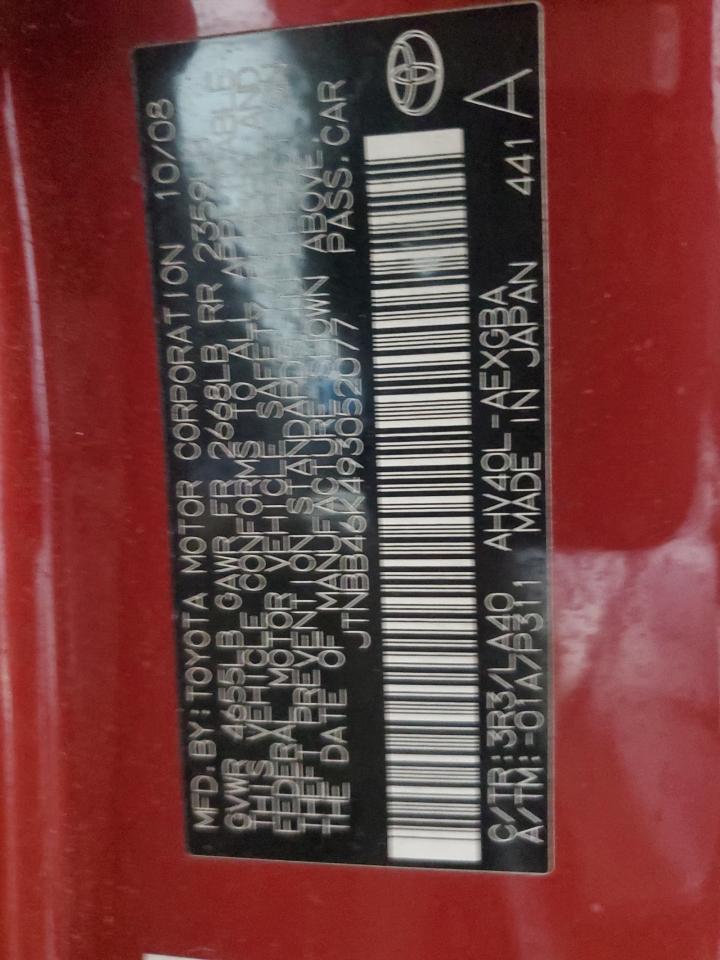 MFD. BY: TOYOTA MOTOR CORPORATION 10/08
GVWR 4655LB GAWR FR 2668LB RR 2359LB
THIS VEHICLE CONFORMS TO ALL APPLICABLE
FEDERAL MOTOR VEHICLE SAFETY AND
THEFT PREVENTION STANDARDS IN
THE DATE OF MANUFACTURE SHOWN ABOVE.
JTNBB46K493052077 PASS.CAR
C/TR:3R3/LA40 AHV40L-AEXGBA 441 A
A/TM:-01A/P311 MADE IN JAPAN